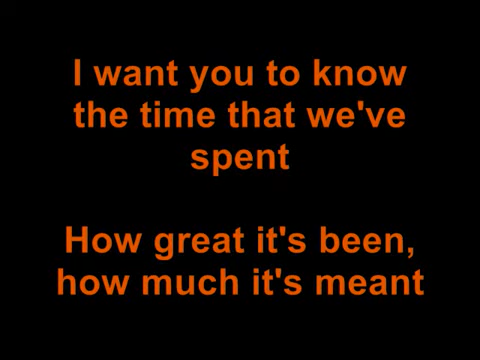 I want you to know
the time that we've
spent
How great it's been,
how much it's meant